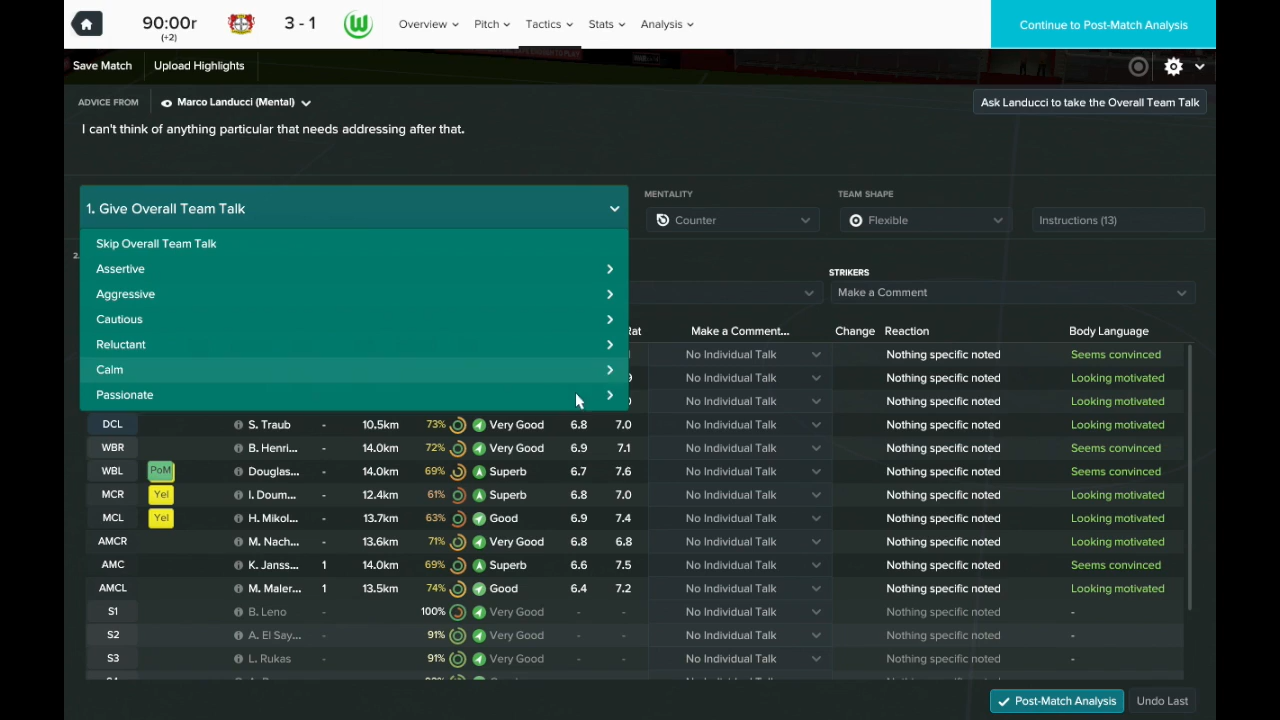 90:00r 3 - 1 Overview Pitch Tactics Stats Analysis Continue to Post-Match Analysis
(+2)
Save Match Upload Highlights
ADVICE FROM Marco Landucci (Mental) Ask Landucci to take the Overall Team Talk
I can't think of anything particular that needs addressing after that.
MENTALITY TEAM SHAPE
1. Give Overall Team Talk Counter Flexible Instructions (13)
Skip Overall Team Talk
2.
Assertive STRIKERS
Aggressive Make a Comment
Cautious
Make a Comment... Change Reaction Body Language
Reluctant No Individual Talk Nothing specific noted Seems convinced
Calm No Individual Talk Nothing specific noted Looking motivated
Passionate No Individual Talk Nothing specific noted Looking motivated
DCL S. Traub - 10.5km 73% Very Good 6.8 7.0 No Individual Talk Nothing specific noted Looking motivated
WBR B. Henri... - 14.0km 72% Very Good 6.9 7.1 No Individual Talk Nothing specific noted Seems convinced
WBL PoM Douglas... - 14.0km 69% Superb 6.7 7.6 No Individual Talk Nothing specific noted Seems convinced
MCR Yel I. Doum... - 12.4km 61% Superb 6.8 7.0 No Individual Talk Nothing specific noted Looking motivated
MCL Yel H. Mikol... - 13.7km 63% Good 6.9 7.4 No Individual Talk Nothing specific noted Looking motivated
AMCR M. Nach... - 13.6km 71% Very Good 6.8 6.8 No Individual Talk Nothing specific noted Looking motivated
AMC K. Janss... 1 14.0km 69% Superb 6.6 7.5 No Individual Talk Nothing specific noted Seems convinced
AMCL M. Maler... 1 13.5km 74% Good 6.4 7.2 No Individual Talk Nothing specific noted Looking motivated
S1 B. Leno - 100% Very Good - - No Individual Talk Nothing specific noted -
S2 A. El Say... - 91% Very Good - - No Individual Talk Nothing specific noted -
S3 L. Rukas - 91% Very Good - - No Individual Talk Nothing specific noted -
Post-Match Analysis Undo Last